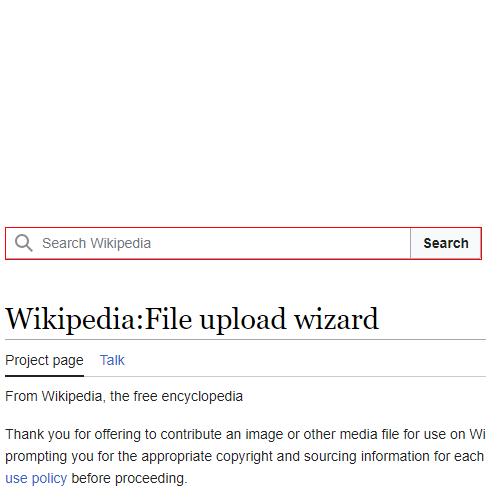 Search Wikipedia Search
Wikipedia:File upload wizard
Project page Talk
From Wikipedia, the free encyclopedia
Thank you for offering to contribute an image or other media file for use on Wi
prompting you for the appropriate copyright and sourcing information for each
use policy before proceeding.